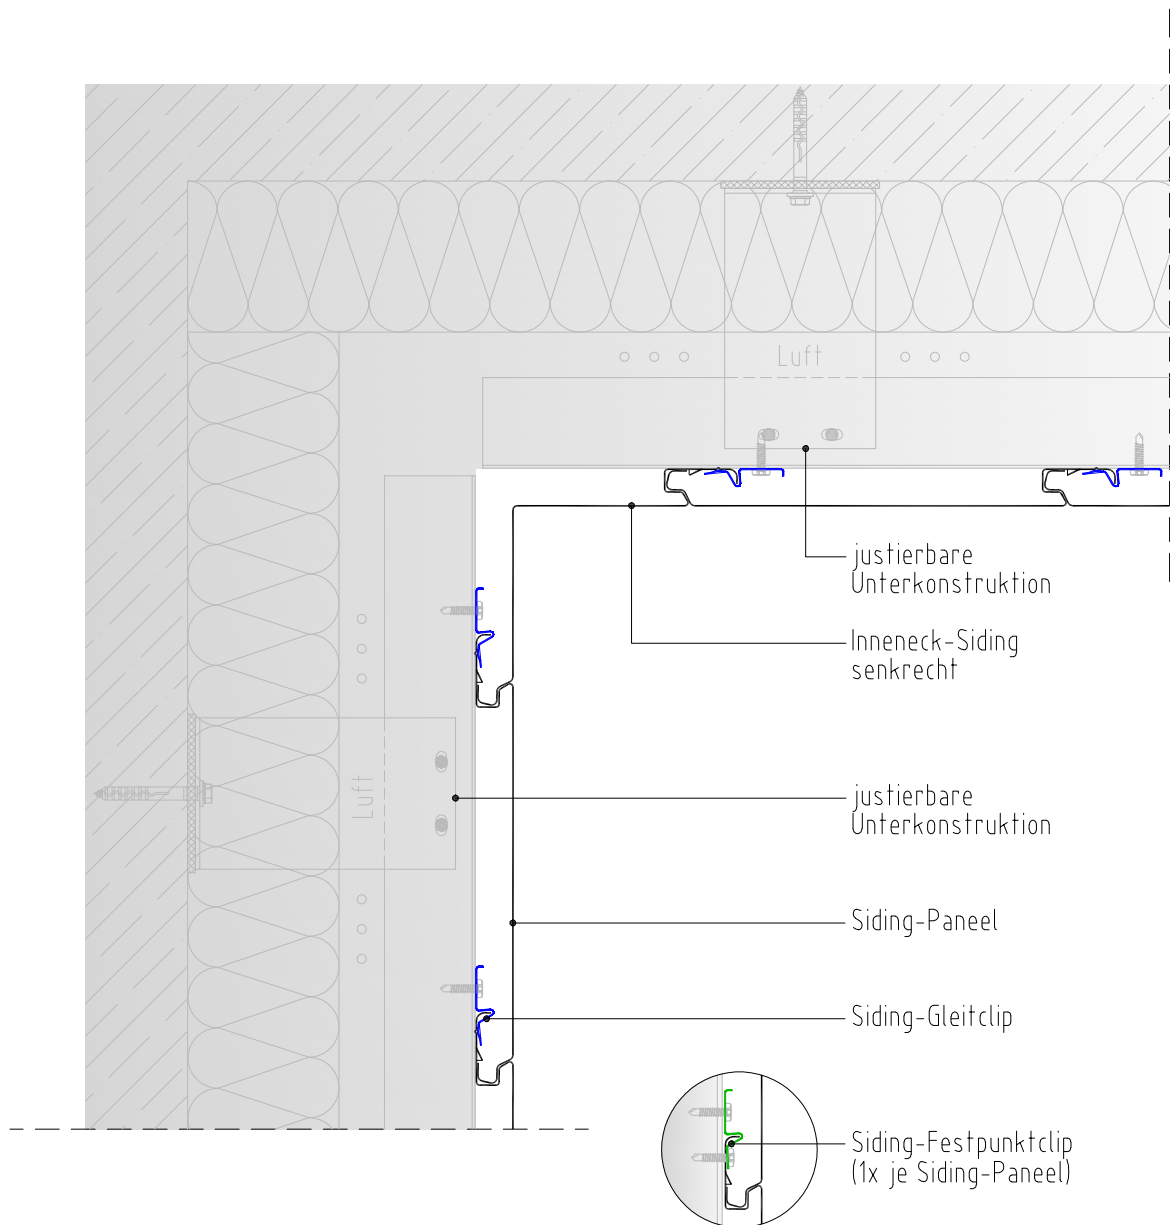 Luft
justierbare
Unterkonstruktion
Inneneck-Siding
senkrecht
Luft
justierbare
Unterkonstruktion
Siding-Paneel
Siding-Gleitclip
Siding-Festpunktclip
(1x je Siding-Paneel)